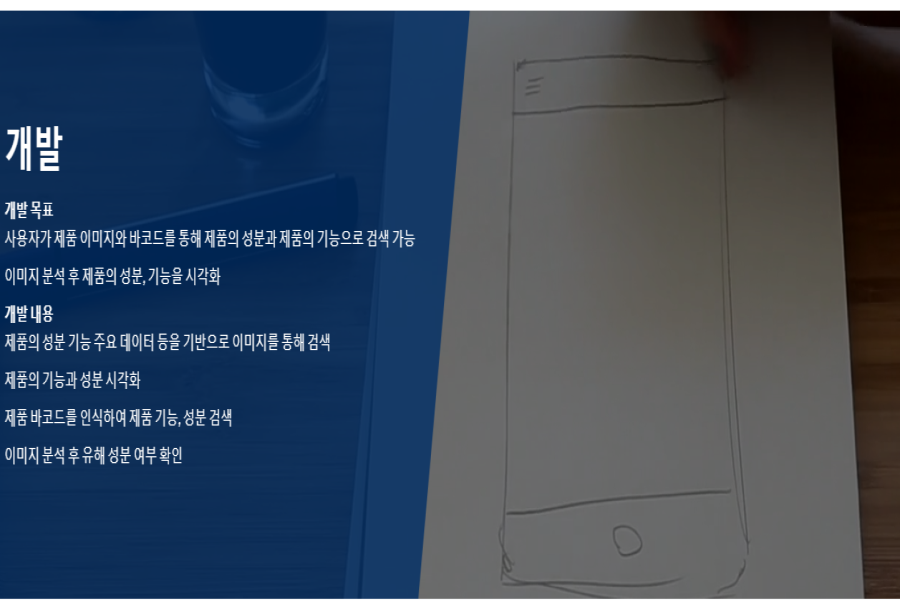 개발
개발 목표
사용자가 제품 이미지와 바코드를 통해 제품의 성분과 제품의 기능으로 검색 가능
이미지 분석 후 제품의 성분, 기능을 시각화
개발 내용
제품의 성분 기능 주요 데이터 등을 기반으로 이미지를 통해 검색
제품의 기능과 성분 시각화
제품 바코드를 인식하여 제품 기능, 성분 검색
이미지 분석 후 유해 성분 여부 확인